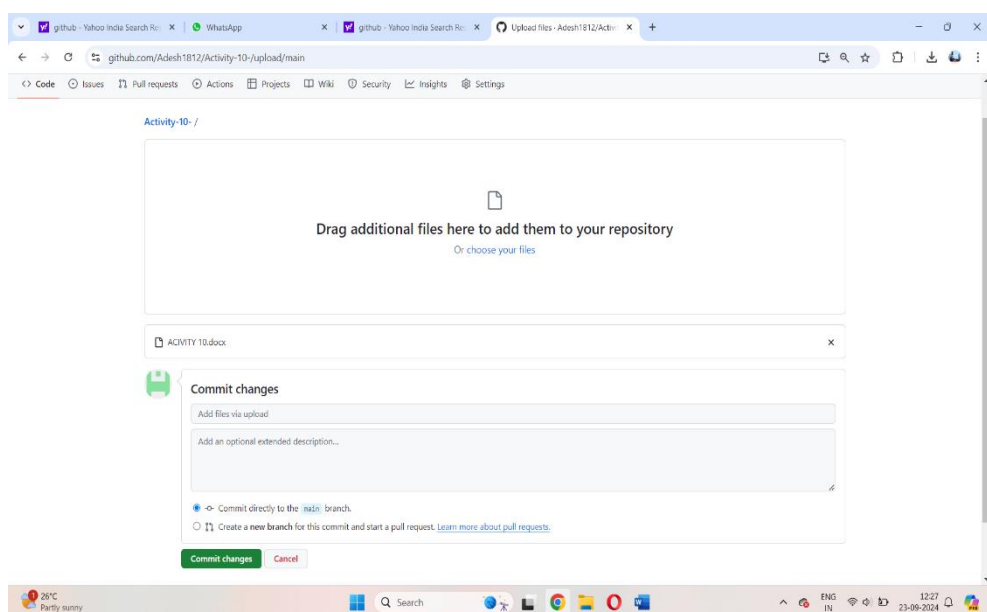 github - Yahoo India Search Re
WhatsApp
github - Yahoo India Search Re
Upload files · Adesh1812/Activi
github.com/Adesh1812/Activity-10-/upload/main
Code Issues Pull requests Actions Projects Wiki Security Insights Settings
Activity-10- /
Drag additional files here to add them to your repository
Or choose your files
ACIVITY 10.docx
Commit changes
Add files via upload
Add an optional extended description...
Commit directly to the main branch.
Create a new branch for this commit and start a pull request. Learn more about pull requests.
Commit changes Cancel
26°C
Partly sunny
Search
ENG
IN
12:27
23-09-2024